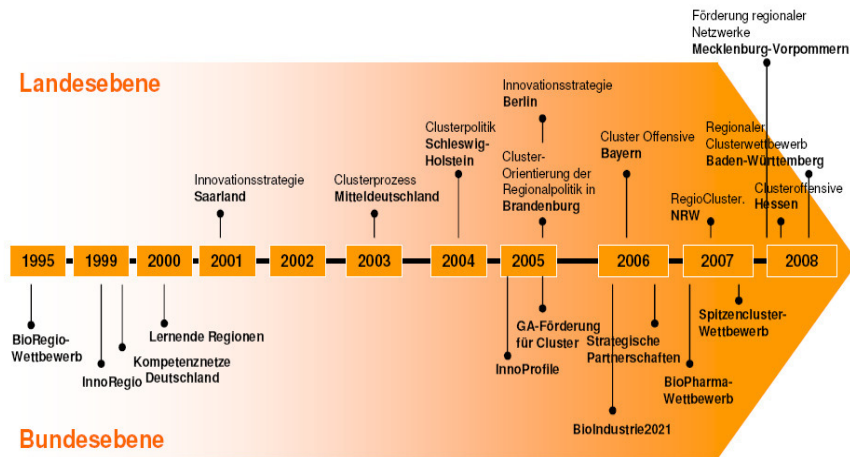 Förderung regionaler
Netzwerke
Mecklenburg-Vorpommern
Landesebene
Innovationsstrategie
Berlin
Clusterpolitik
Schleswig-
Holstein
Cluster Offensive
Bayern
Regionaler
Clusterwettbewerb
Baden-Württemberg
Innovationsstrategie
Saarland
Clusterprozess
Mitteldeutschland
Cluster-
Orientierung der
Regionalpolitik in
Brandenburg
RegioCluster.
NRW
Clusteroffensive
Hessen
1995
1999
2000
2001
2002
2003
2004
2005
2006
2007
2008
BioRegio-
Wettbewerb
InnoRegio
Kompetenznetze
Deutschland
Lernende Regionen
InnoProfile
GA-Förderung
für Cluster
BioIndustrie2021
Strategische
Partnerschaften
BioPharma-
Wettbewerb
Spitzencluster-
Wettbewerb
Bundesebene